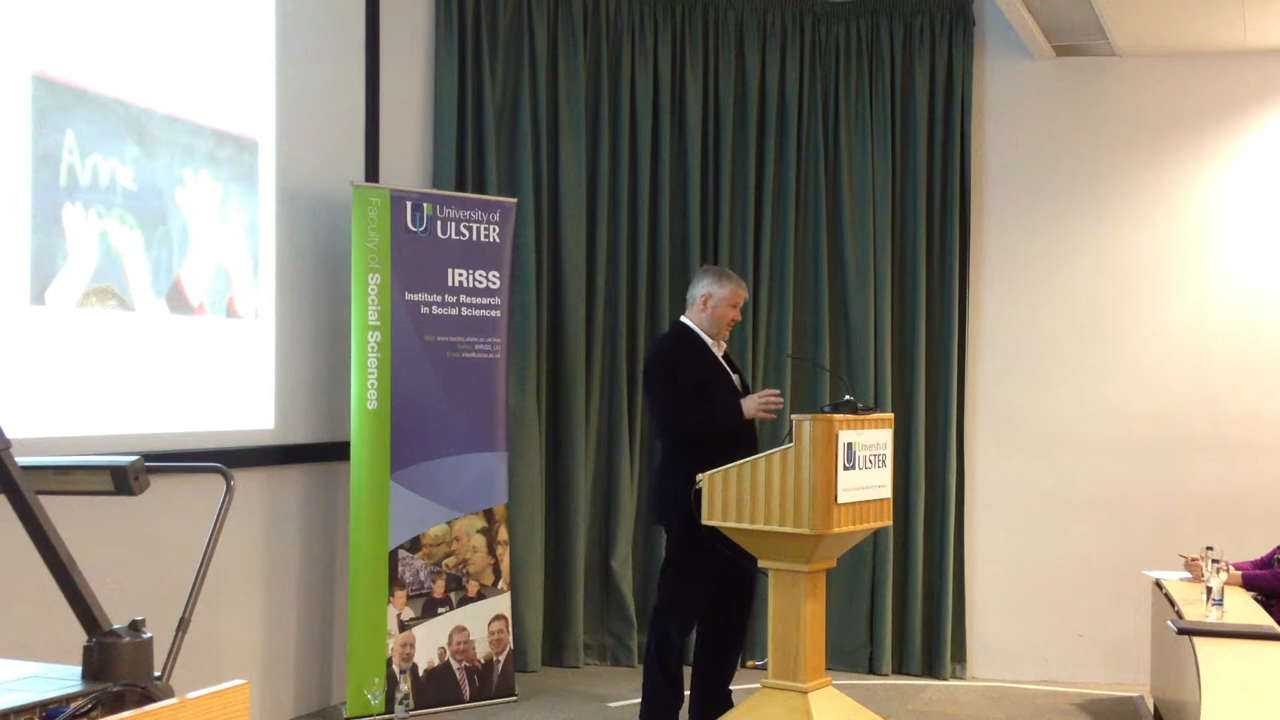 Anne
Faculty of Social Sciences
University of
ULSTER
IRiSS
Institute for Research
in Social Sciences
University of
ULSTER